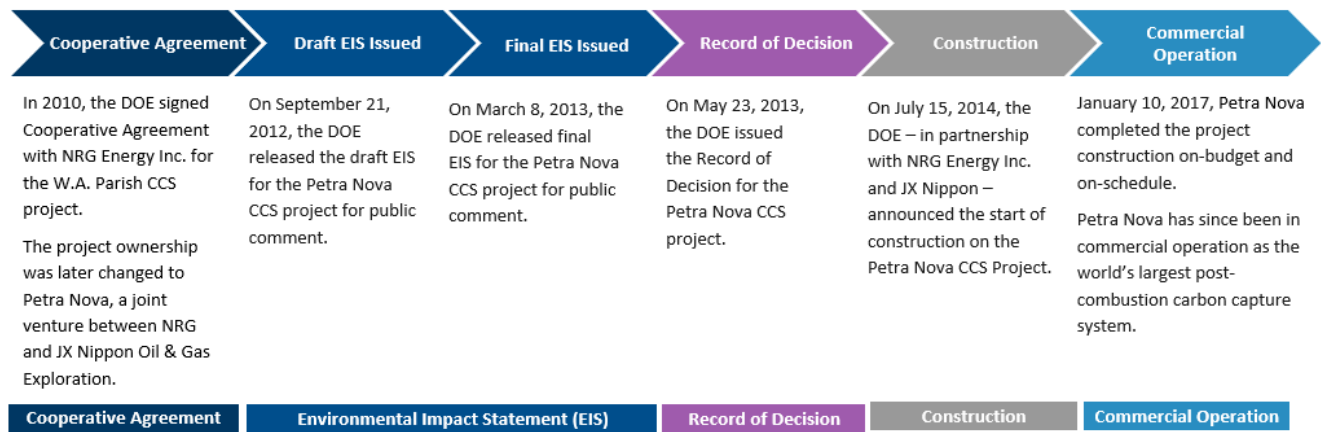 Cooperative Agreement
Draft EIS Issued
Final EIS Issued
Record of Decision
Construction
Commercial
Operation
In 2010, the DOE signed
Cooperative Agreement
with NRG Energy Inc. for
the W.A. Parish CCS
project.
The project ownership
was later changed to
Petra Nova, a joint
venture between NRG
and JX Nippon Oil & Gas
Exploration.
On September 21,
2012, the DOE
released the draft EIS
for the Petra Nova
CCS project for public
comment.
On March 8, 2013, the
DOE released final
EIS for the Petra Nova
CCS project for public
comment.
On May 23, 2013,
the DOE issued
the Record of
Decision for the
Petra Nova CCS
project.
On July 15, 2014, the
DOE – in partnership
with NRG Energy Inc.
and JX Nippon –
announced the start of
construction on the
Petra Nova CCS Project.
January 10, 2017, Petra Nova
completed the project
construction on-budget and
on-schedule.
Petra Nova has since been in
commercial operation as the
world's largest post-
combustion carbon capture
system.
Cooperative Agreement
Environmental Impact Statement (EIS)
Record of Decision
Construction
Commercial Operation